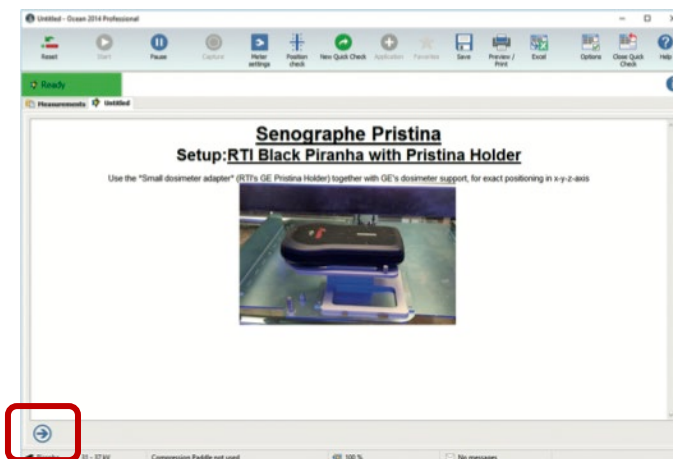 Untitled - Ocean 2014 Professional
Reset
Start
Pause
Capture
Meter settings
Position check
New Quick Check
Application
Favorites
Save
Preview / Print
Excel
Options
Close Quick Check
Help
Ready
Measurements
Untitled
Senographe Pristina
Setup:RTI Black Piranha with Pristina Holder
Use the "Small dosimeter adapter" (RTI's GE Pristina Holder) together with GE's dosimeter support, for exact positioning in x-y-z-axis
Compression Paddle not used
100 %
No messages